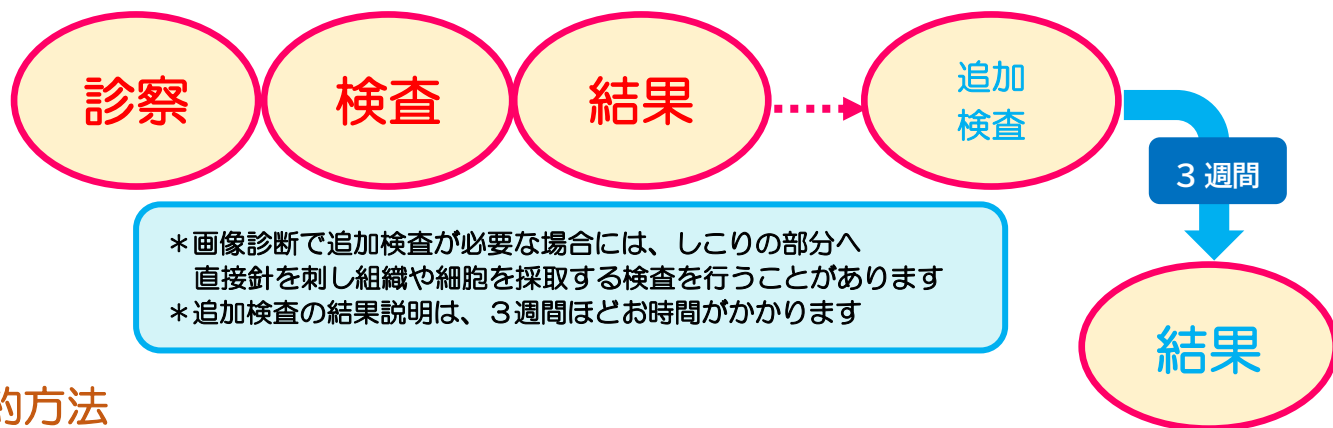 診察
検査
結果
追加
検査
3週間
＊画像診断で追加検査が必要な場合には、しこりの部分へ
直接針を刺し組織や細胞を採取する検査を行うことがあります
＊追加検査の結果説明は、３週間ほどお時間がかかります
結果
約方法